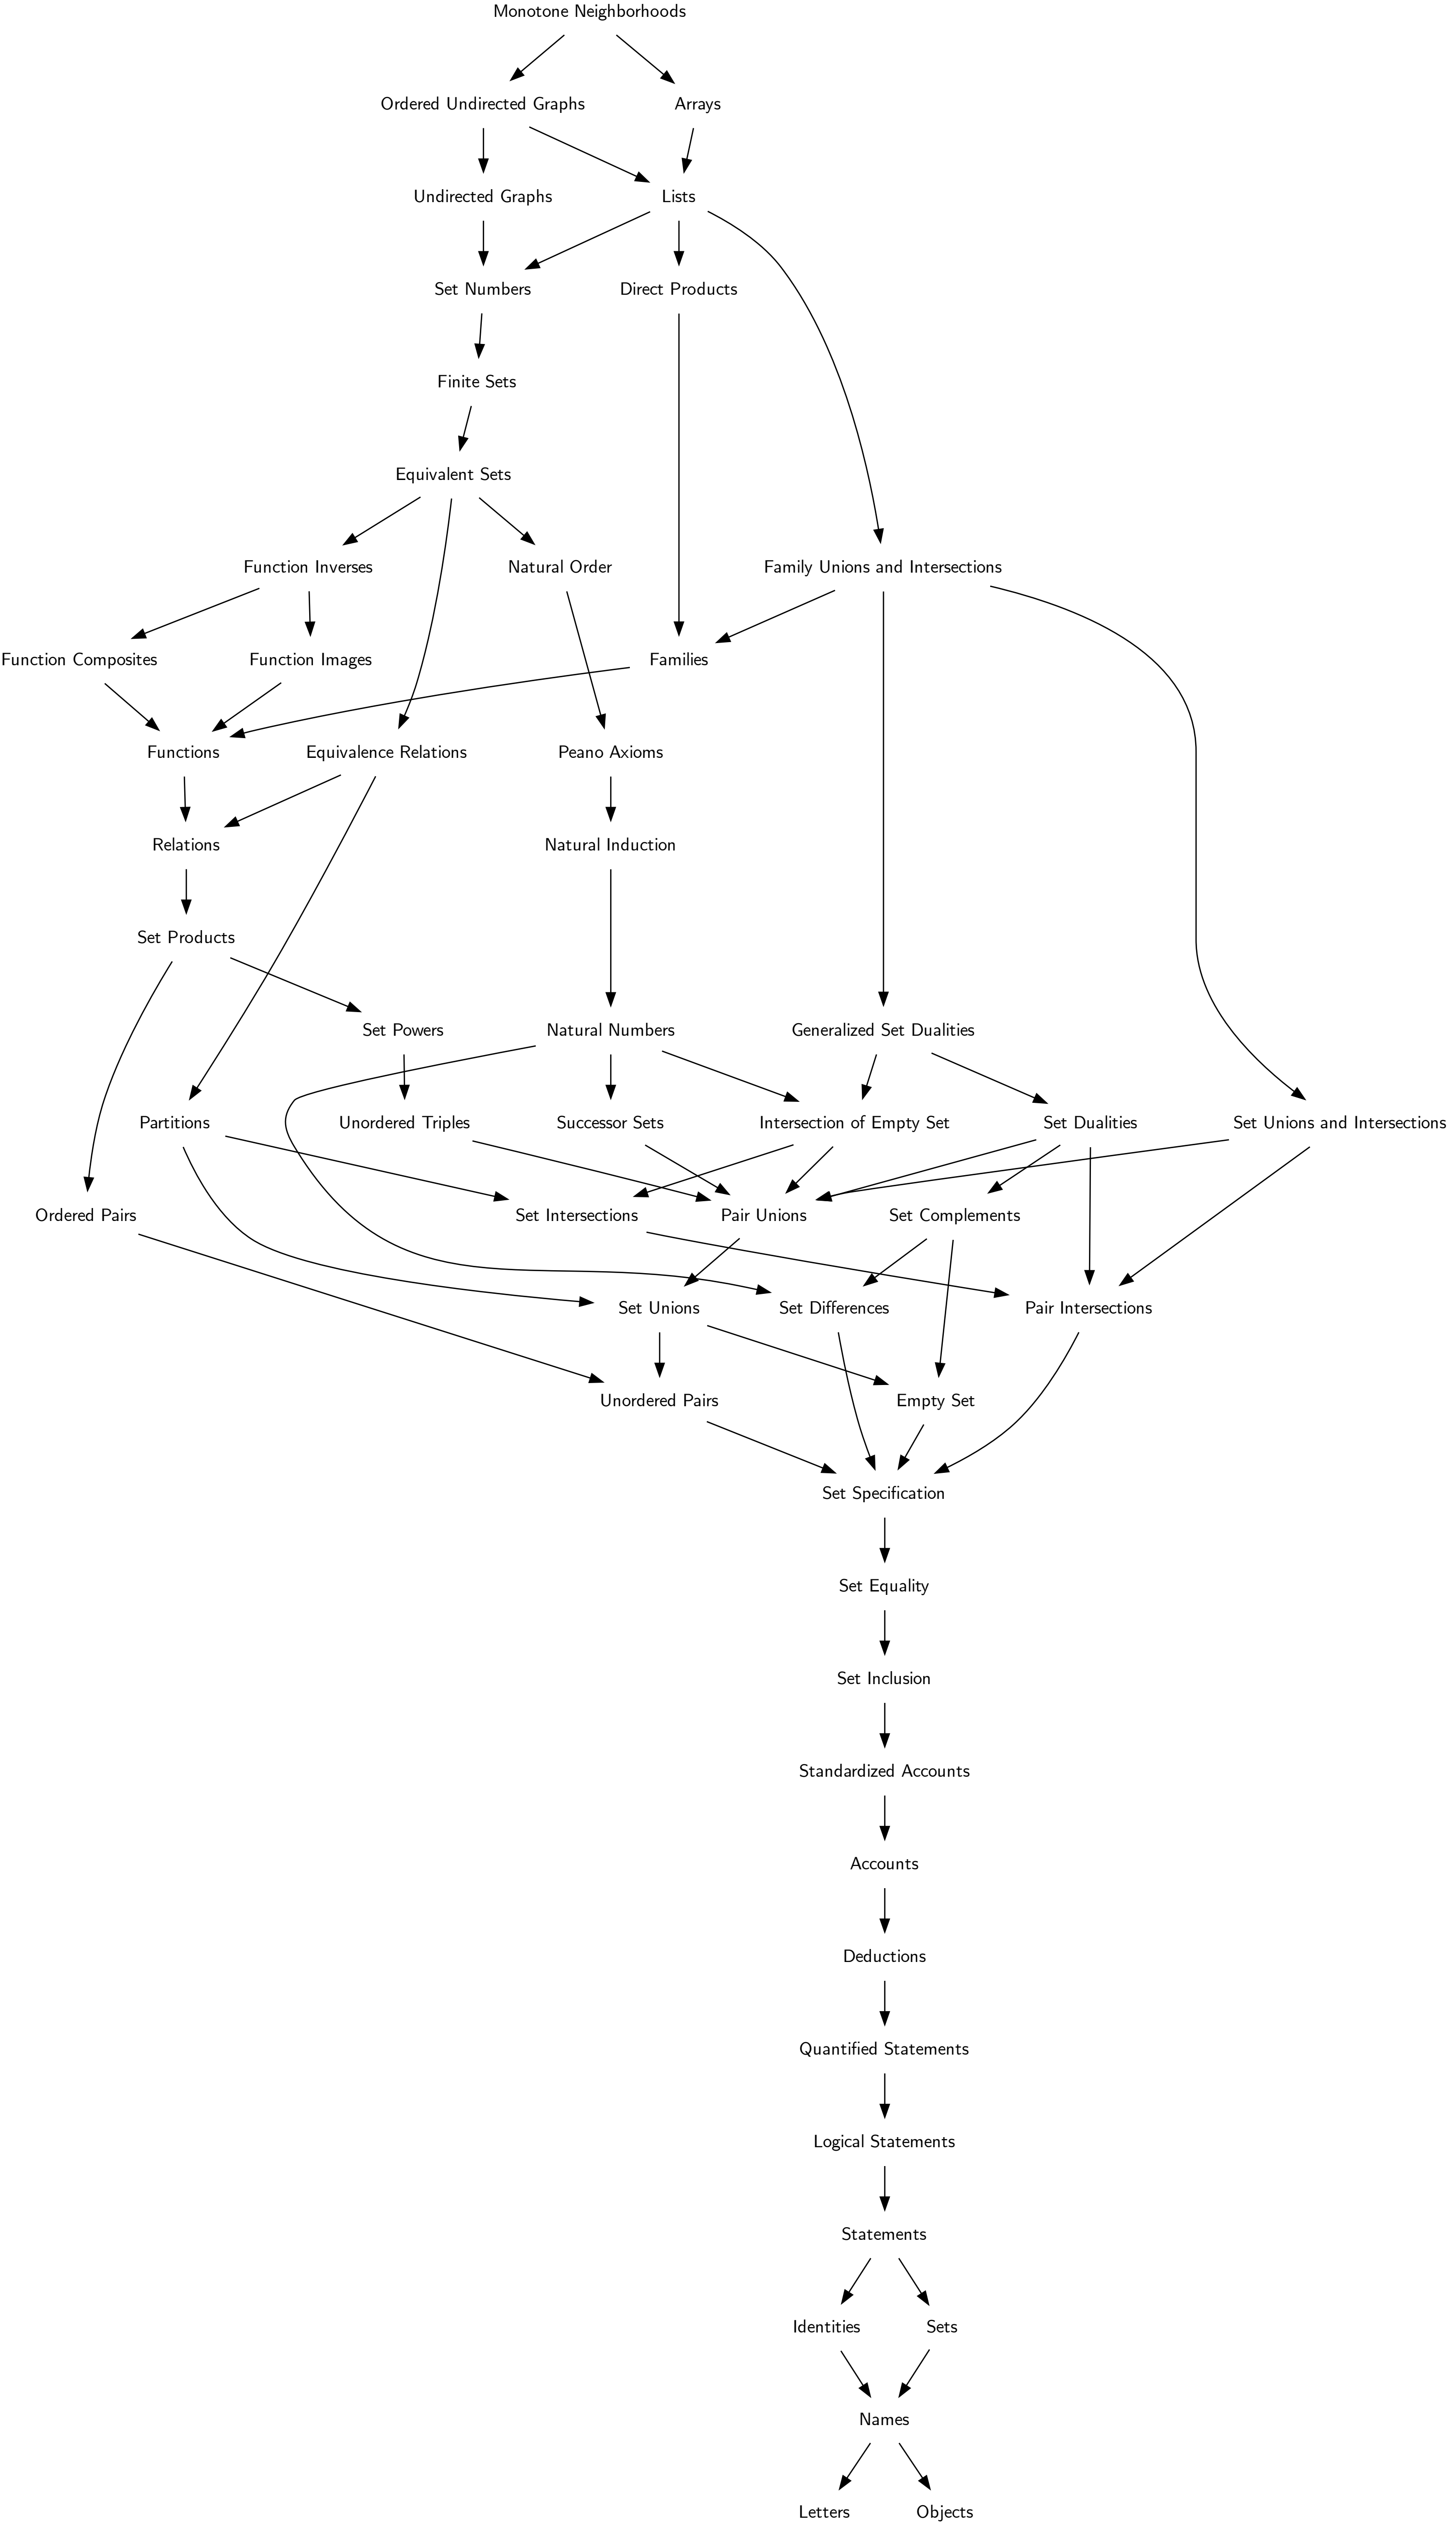 Monotone Neighborhoods
Ordered Undirected Graphs
Arrays
Undirected Graphs
Lists
Set Numbers
Direct Products
Finite Sets
Equivalent Sets
Function Inverses
Natural Order
Family Unions and Intersections
Function Composites
Function Images
Families
Functions
Equivalence Relations
Peano Axioms
Relations
Natural Induction
Set Products
Set Powers
Natural Numbers
Generalized Set Dualities
Partitions
Unordered Triples
Successor Sets
Intersection of Empty Set
Set Dualities
Set Unions and Intersections
Ordered Pairs
Set Intersections
Pair Unions
Set Complements
Set Unions
Set Differences
Pair Intersections
Unordered Pairs
Empty Set
Set Specification
Set Equality
Set Inclusion
Standardized Accounts
Accounts
Deductions
Quantified Statements
Logical Statements
Statements
Identities
Sets
Names
Letters
Objects